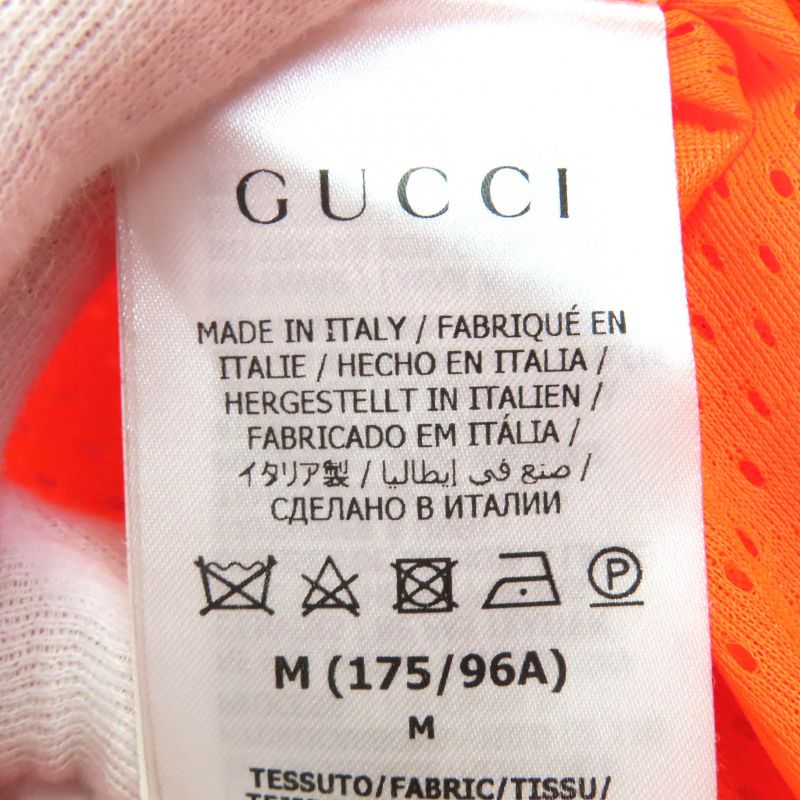 GUCCI
MADE IN ITALY / FABRIQUÉ EN
ITALIE / HECHO EN ITALIA /
HERGESTELLT IN ITALIEN /
FABRICADO EM ITÁLIA /
イタリア製 / صنع في إيطاليا /
СДЕЛАНО В ИТАЛИИ
P
M (175/96A)
M
TESSUTO/FABRIC/TISSU/